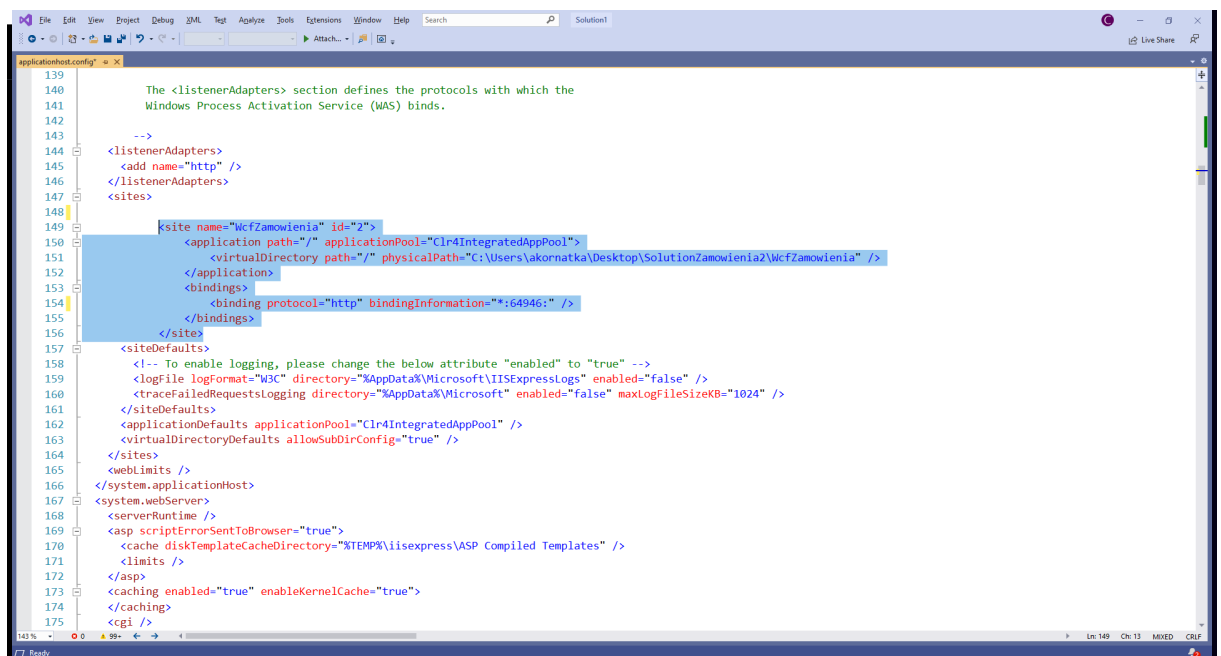 File Edit View Project Debug XML Test Analyze Tools Extensions Window Help Search Solution1 C
Attach... Live Share
applicationhost.config*
139
140 The <listenerAdapters> section defines the protocols with which the
141 Windows Process Activation Service (WAS) binds.
142
143 -->
144 <listenerAdapters>
145 <add name="http" />
146 </listenerAdapters>
147 <sites>
148
149 <site name="WcfZamowienia" id="2">
150 <application path="/" applicationPool="Clr4IntegratedAppPool">
151 <virtualDirectory path="/" physicalPath="C:\Users\akornatka\Desktop\SolutionZamowienia2\WcfZamowienia" />
152 </application>
153 <bindings>
154 <binding protocol="http" bindingInformation="*:64946:" />
155 </bindings>
156 </site>
157 <siteDefaults>
158 <!-- To enable logging, please change the below attribute "enabled" to "true" -->
159 <logFile logFormat="W3C" directory="%AppData%\Microsoft\IISExpressLogs" enabled="false" />
160 <traceFailedRequestsLogging directory="%AppData%\Microsoft" enabled="false" maxLogFileSizeKB="1024" />
161 </siteDefaults>
162 <applicationDefaults applicationPool="Clr4IntegratedAppPool" />
163 <virtualDirectoryDefaults allowSubDirConfig="true" />
164 </sites>
165 <webLimits />
166 </system.applicationHost>
167 <system.webServer>
168 <serverRuntime />
169 <asp scriptErrorSentToBrowser="true">
170 <cache diskTemplateCacheDirectory="%TEMP%\iisexpress\ASP Compiled Templates" />
171 <limits />
172 </asp>
173 <caching enabled="true" enableKernelCache="true">
174 </caching>
175 <cgi />
143 % 0 99+ Ln: 149 Ch: 13 MIXED CRLF
Ready